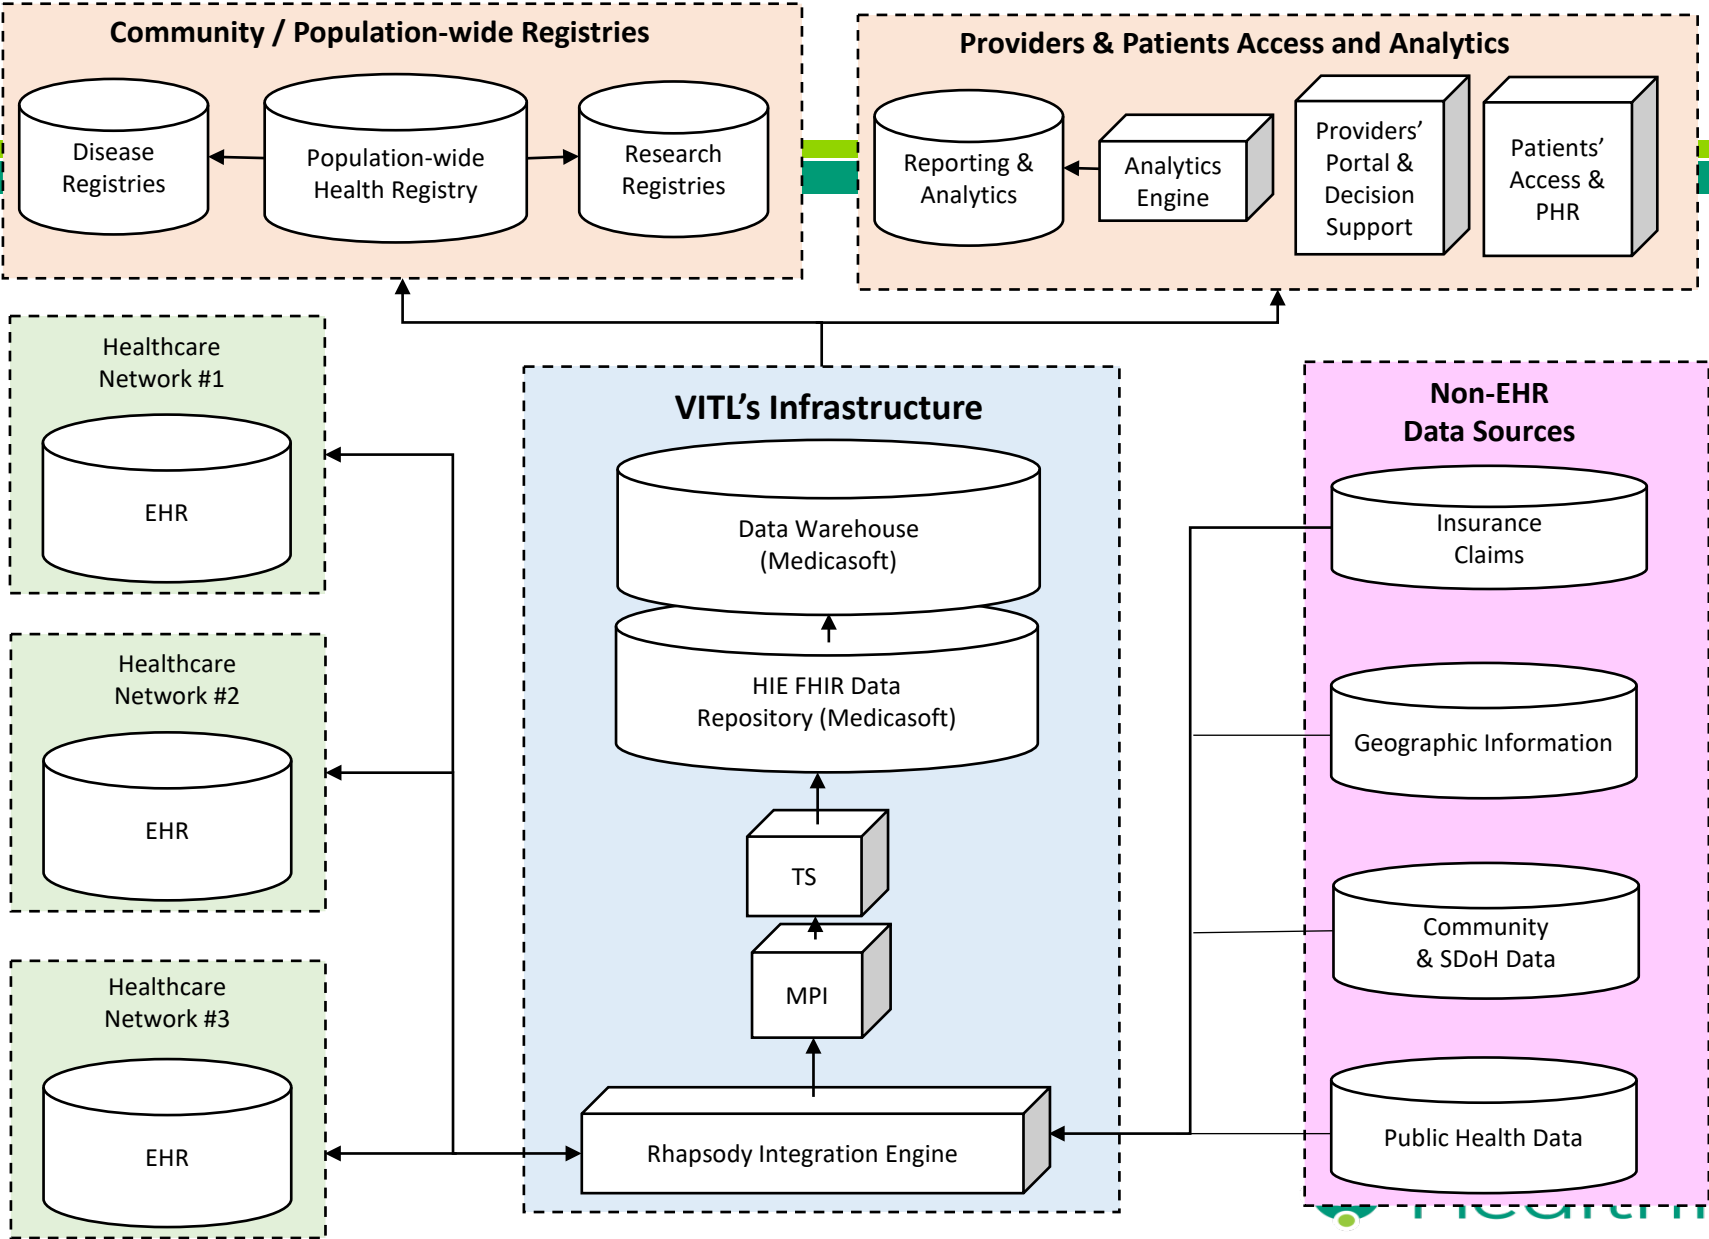 Community / Population-wide Registries
Disease
Registries
Population-wide
Health Registry
Research
Registries
Providers & Patients Access and Analytics
Reporting &
Analytics
Analytics
Engine
Providers’
Portal &
Decision
Support
Patients’
Access &
PHR
Healthcare
Network #1
EHR
Healthcare
Network #2
EHR
Healthcare
Network #3
EHR
VITL’s Infrastructure
Data Warehouse
(Medicasoft)
HIE FHIR Data
Repository (Medicasoft)
TS
MPI
Rhapsody Integration Engine
Non-EHR
Data Sources
Insurance
Claims
Geographic Information
Community
& SDoH Data
Public Health Data